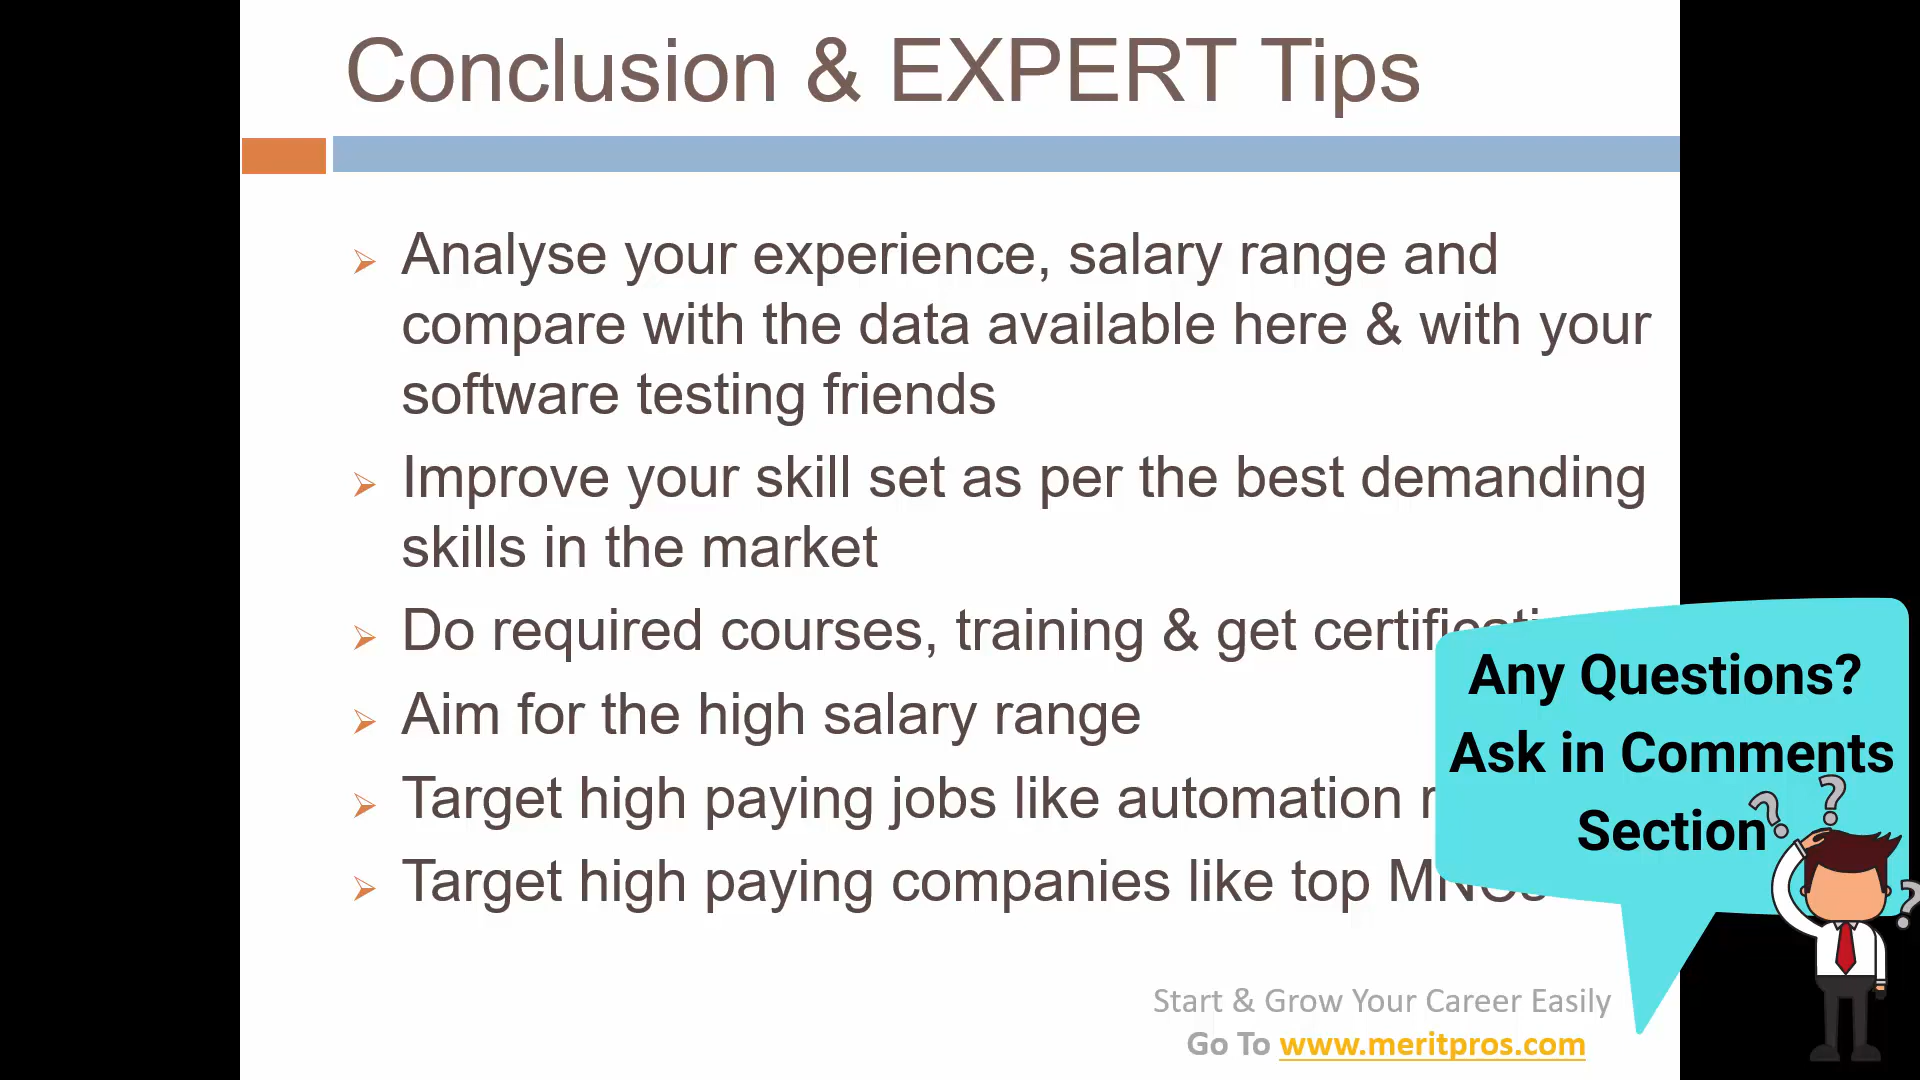 Conclusion & EXPERT Tips
Analyse your experience, salary range and
compare with the data available here & with your
software testing friends
Improve your skill set as per the best demanding
skills in the market
Do required courses, training & get
Aim for the high salary range
Target high paying jobs like automation
Target high paying companies like top MNCs
Any Questions?
Ask in Comments
Section
Start & Grow Your Career Easily
Go To www.meritpros.com